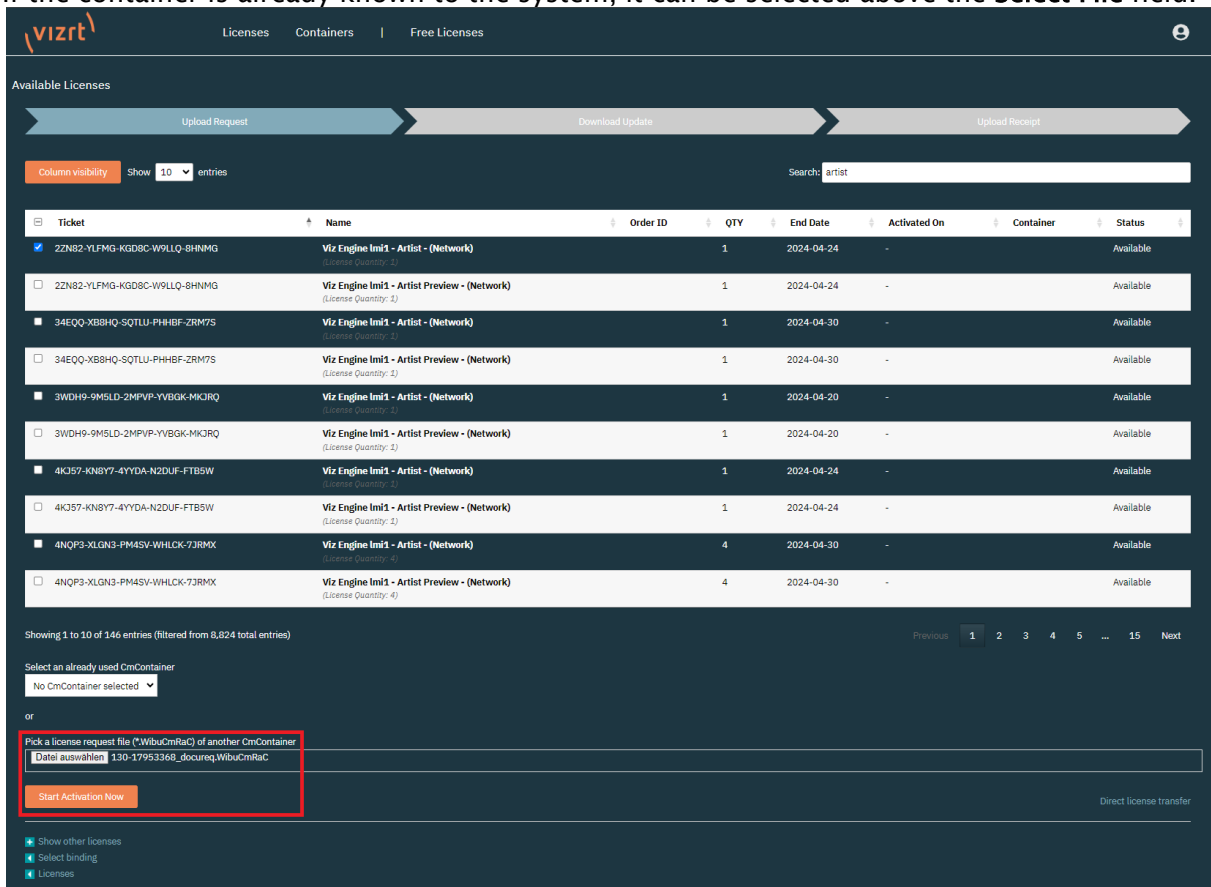 If the container is already known to the system, it can be selected above the Select File field.
vizrt
Licenses Containers | Free Licenses
Available Licenses
Upload Request Download Update Upload Receipt
Column visibility Show 10 entries Search: artist
Ticket Name Order ID QTY End Date Activated On Container Status
2ZN82-YLFMG-KGD8C-W9LLQ-8HNMG Viz Engine lmi1 - Artist - (Network) 1 2024-04-24 - Available
(License Quantity: 1)
2ZN82-YLFMG-KGD8C-W9LLQ-8HNMG Viz Engine lmi1 - Artist Preview - (Network) 1 2024-04-24 - Available
(License Quantity: 1)
34EQQ-XB8HQ-SQTLU-PHHBF-ZRM7S Viz Engine lmi1 - Artist - (Network) 1 2024-04-30 - Available
(License Quantity: 1)
34EQQ-XB8HQ-SQTLU-PHHBF-ZRM7S Viz Engine lmi1 - Artist Preview - (Network) 1 2024-04-30 - Available
(License Quantity: 1)
3WDH9-9M5LD-2MPVP-YVBGK-MKJRQ Viz Engine lmi1 - Artist - (Network) 1 2024-04-20 - Available
(License Quantity: 1)
3WDH9-9M5LD-2MPVP-YVBGK-MKJRQ Viz Engine lmi1 - Artist Preview - (Network) 1 2024-04-20 - Available
(License Quantity: 1)
4KJ57-KN8Y7-4YYDA-N2DUF-FTB5W Viz Engine lmi1 - Artist - (Network) 1 2024-04-24 - Available
(License Quantity: 1)
4KJ57-KN8Y7-4YYDA-N2DUF-FTB5W Viz Engine lmi1 - Artist Preview - (Network) 1 2024-04-24 - Available
(License Quantity: 1)
4NQP3-XLGN3-PM4SV-WHLCK-7JRMX Viz Engine lmi1 - Artist - (Network) 4 2024-04-30 - Available
(License Quantity: 4)
4NQP3-XLGN3-PM4SV-WHLCK-7JRMX Viz Engine lmi1 - Artist Preview - (Network) 4 2024-04-30 - Available
(License Quantity: 4)
Showing 1 to 10 of 146 entries (filtered from 8,824 total entries) Previous 1 2 3 4 5 ... 15 Next
Select an already used CmContainer
No CmContainer selected
or
Pick a license request file (*.WibuCmRaC) of another CmContainer
Datei auswählen 130-17953368_docureq.WibuCmRaC
Start Activation Now Direct license transfer
Show other licenses
Select binding
Licenses